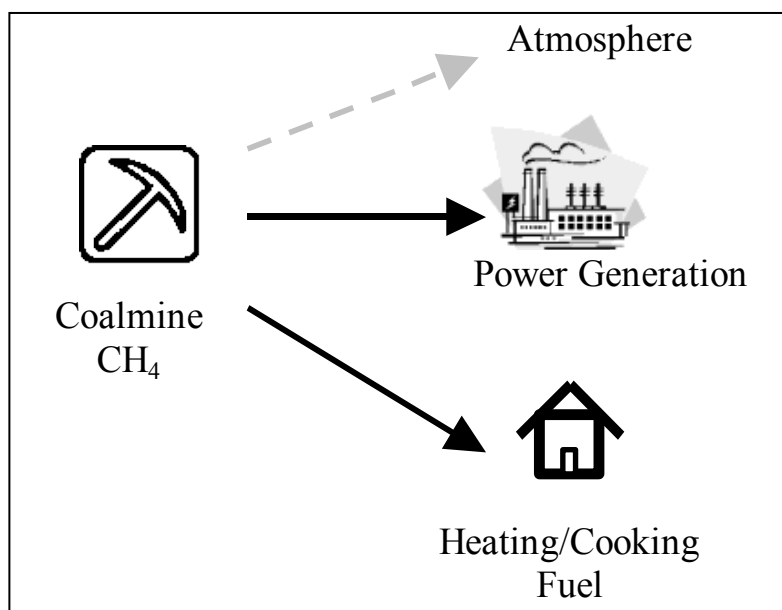 Atmosphere
Power Generation
Coalmine
CH₄
Heating/Cooking
Fuel